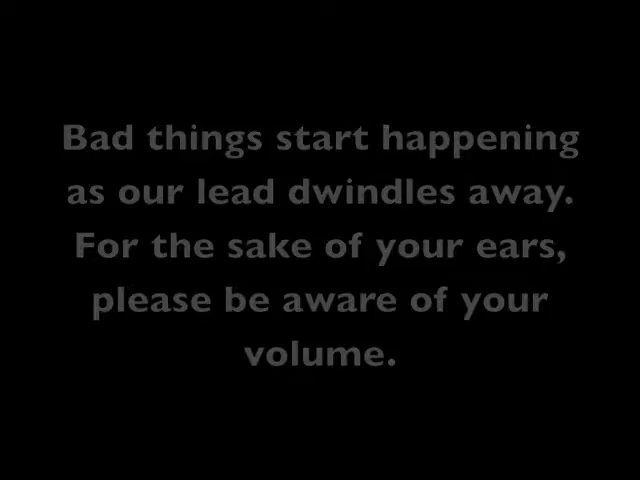 Bad things start happening
as our lead dwindles away.
For the sake of your ears,
please be aware of your
volume.